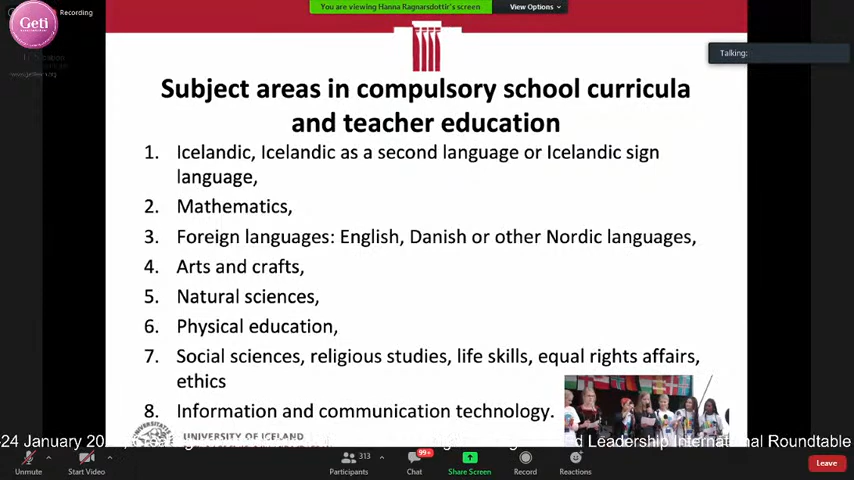 You are viewing Hanna Ragnarsdottir's screen
View Options
Geti
Recording
Talking:
Subject areas in compulsory school curricula
and teacher education
1. Icelandic, Icelandic as a second language or Icelandic sign
language,
2. Mathematics,
3. Foreign languages: English, Danish or other Nordic languages,
4. Arts and crafts,
5. Natural sciences,
6. Physical education,
7. Social sciences, religious studies, life skills, equal rights affairs,
ethics
8. Information and communication technology.
UNIVERSITY OF ICELAND
-24 January
Leadership International Roundtable
Unmute
Start Video
313
Participants
99+
Chat
Share Screen
Record
Reactions
Leave